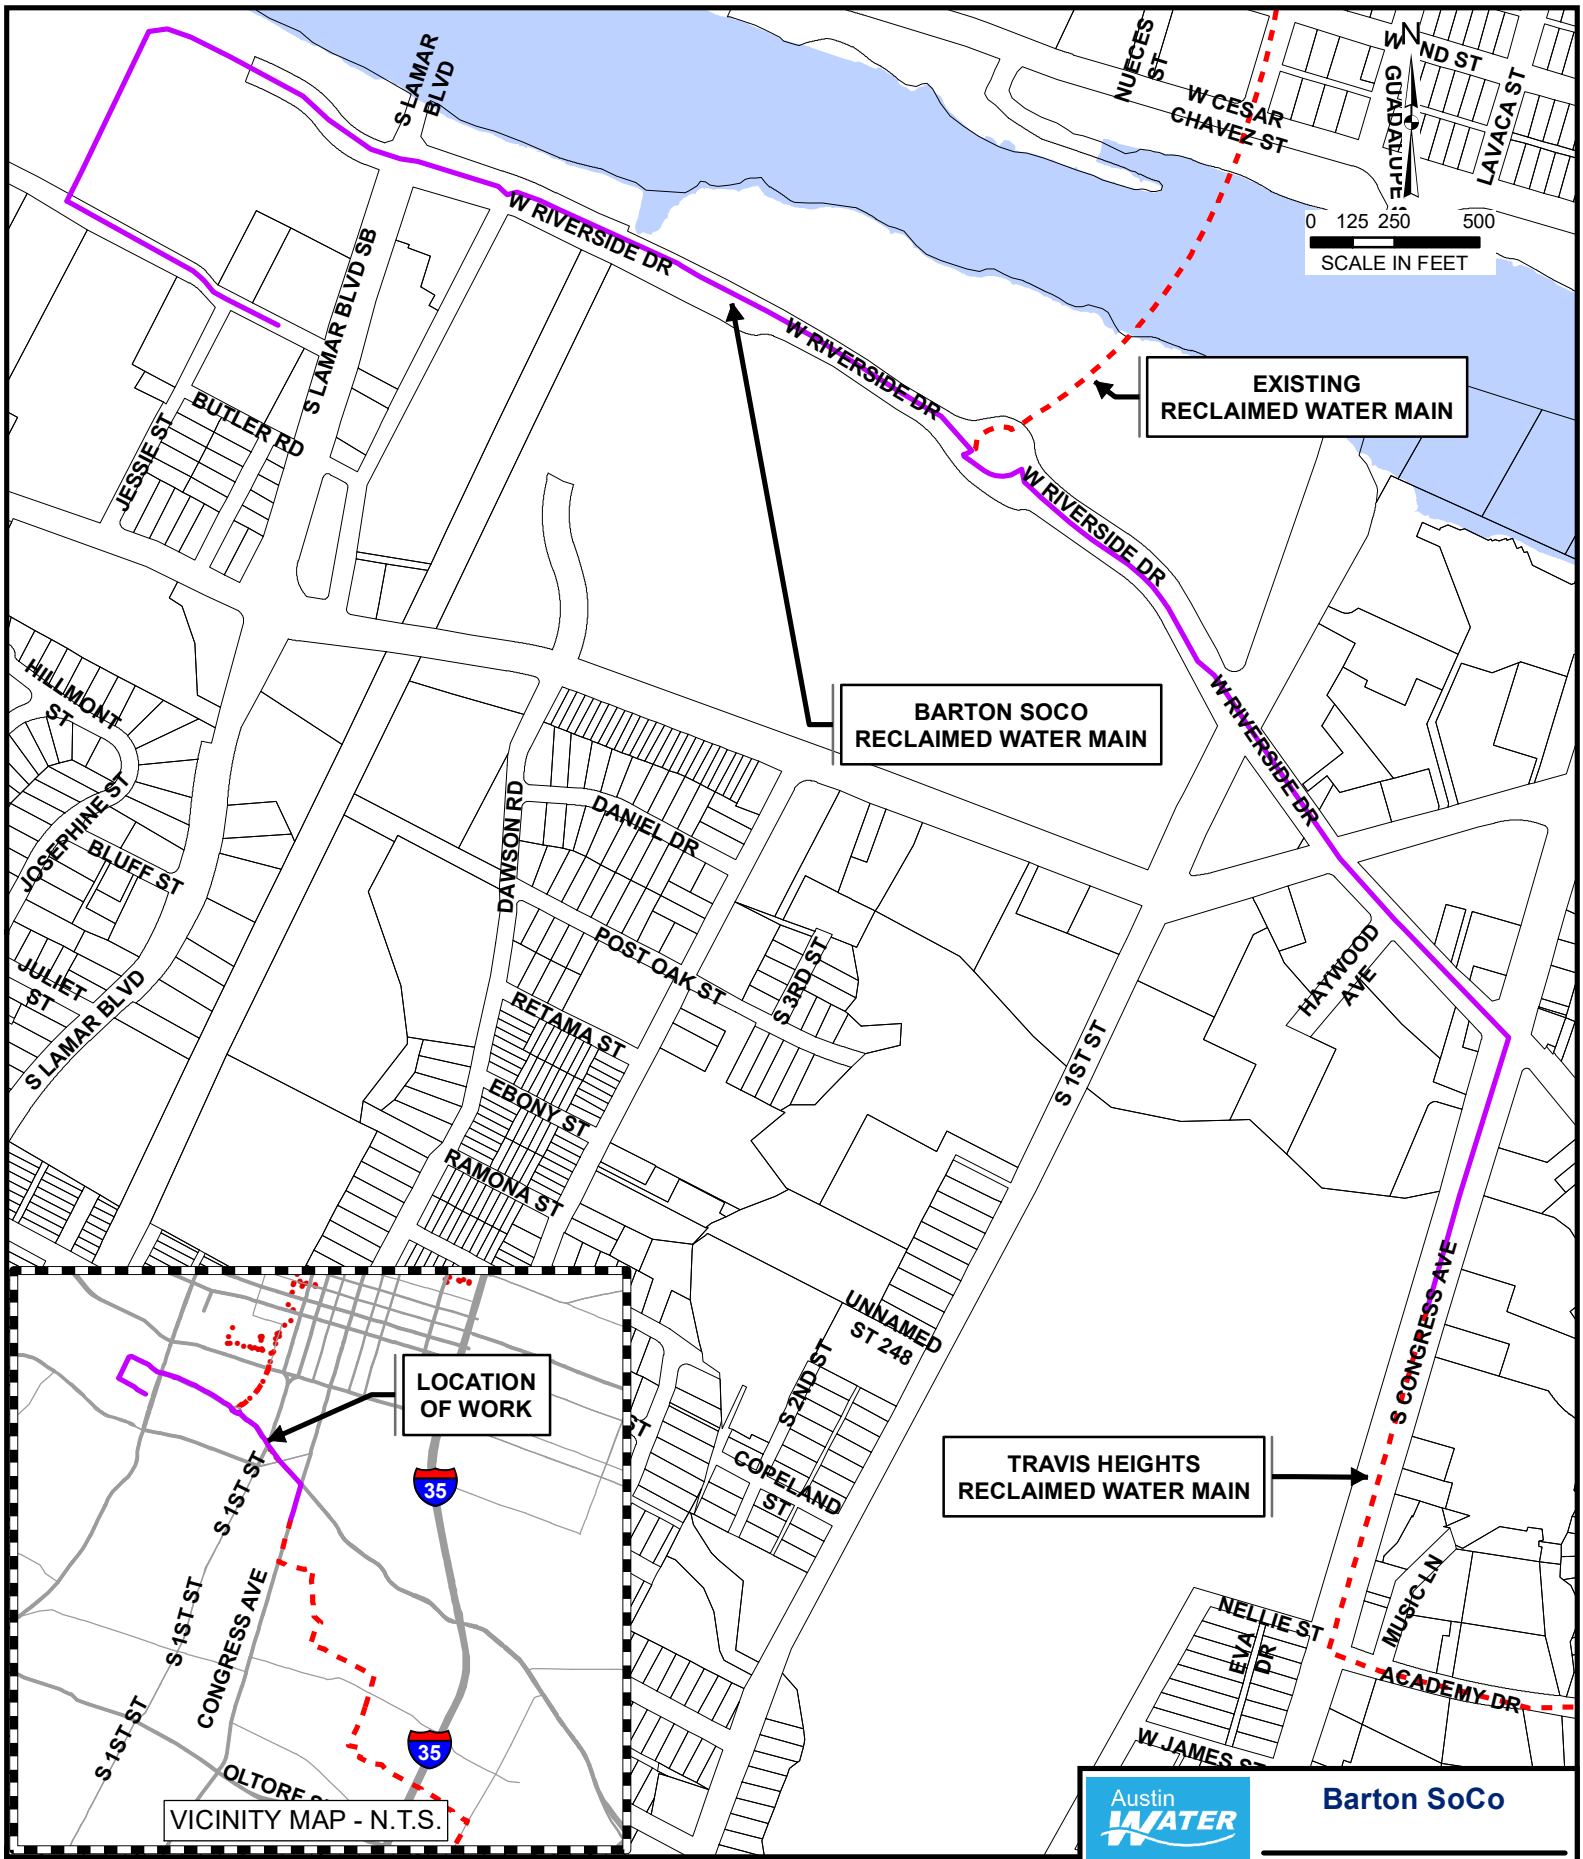 S LAMAR
BLVD
NUECES
ST
W CESAR
CHAVEZ ST
W
ND ST
N
GUADALUPE S
LAVACA ST
0 125 250 500
SCALE IN FEET
W RIVERSIDE DR
W RIVERSIDE DR
S LAMAR BLVD SB
EXISTING
RECLAIMED WATER MAIN
BUTLER RD
JESSIE ST
W RIVERSIDE DR
HILLMONT
ST
BARTON SOCO
RECLAIMED WATER MAIN
W RIVERSIDE DR
JOSEPHINE ST
BLUFF ST
DAWSON RD
DANIEL DR
POST OAK ST
S 3RD ST
HAYWOOD
AVE
JULIET
ST
S LAMAR BLVD
RETAMA ST
EBONY ST
S 1ST ST
RAMONA ST
S CONGRESS AVE
UNNAMED
ST 248
S 2ND ST
ST
COPELAND
ST
TRAVIS HEIGHTS
RECLAIMED WATER MAIN
NELLIE ST
EVA
DR
MUSIC LN
ACADEMY DR
W JAMES ST
LOCATION
OF WORK
35
S 1ST ST
S 1ST ST
CONGRESS AVE
S 1ST ST
35
VICINITY MAP - N.T.S.
Austin
WATER
Barton SoCo